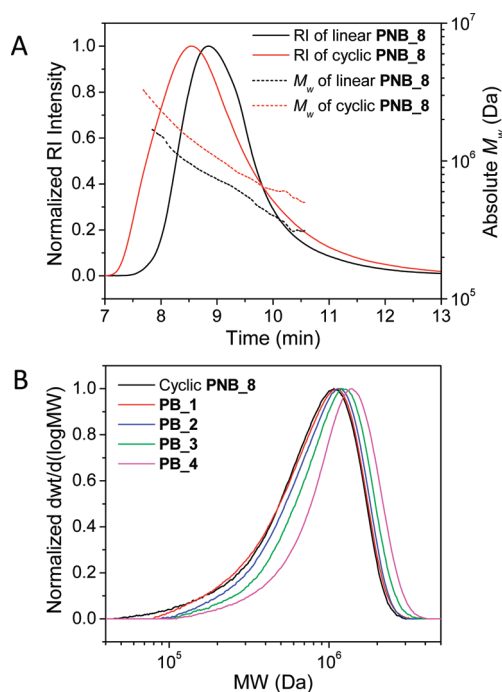 A
RI of linear PNB_8
RI of cyclic PNB_8
Mw of linear PNB_8
Mw of cyclic PNB_8
Normalized RI Intensity
1.0
0.8
0.6
0.4
0.2
0.0
7 8 9 10 11 12 13
Time (min)
10⁷
10⁶
10⁵
Absolute Mw (Da)
B
Cyclic PNB_8
PB_1
PB_2
PB_3
PB_4
Normalized dwt/d(logMW)
1.0
0.8
0.6
0.4
0.2
0.0
10⁵ 10⁶
MW (Da)